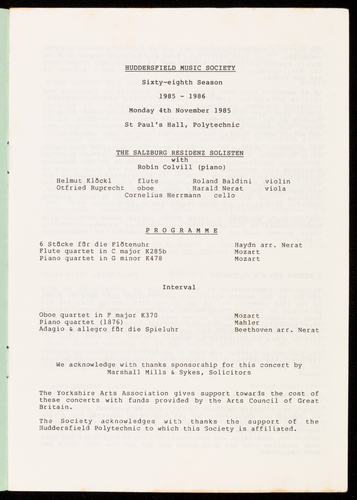 HUDDERSFIELD MUSIC SOCIETY
Sixty-eighth Season
1985 - 1986
Monday 4th November 1985
St Paul's Hall, Polytechnic
THE SALZBURG RESIDENZ SOLISTEN
with
Robin Colvill (piano)
Helmut Klöckl flute Roland Baldini violin
Otfried Ruprecht oboe Harald Nerat viola
Cornelius Herrmann cello
PROGRAMME
6 Stöcke för die Flötenuhr Haydn arr. Nerat
Flute quartet in C major K285b Mozart
Piano quartet in G minor K478 Mozart
Interval
Oboe quartet in F major K370 Mozart
Piano quartet (1876) Mahler
Adagio & allegro för die Spieluhr Beethoven arr. Nerat
We acknowledge with thanks sponsorship for this concert by
Marshall Mills & Sykes, Solicitors
The Yorkshire Arts Association gives support towards the cost of
these concerts with funds provided by the Arts Council of Great
Britain.
The Society acknowledges with thanks the support of the
Huddersfield Polytechnic to which this Society is affiliated.